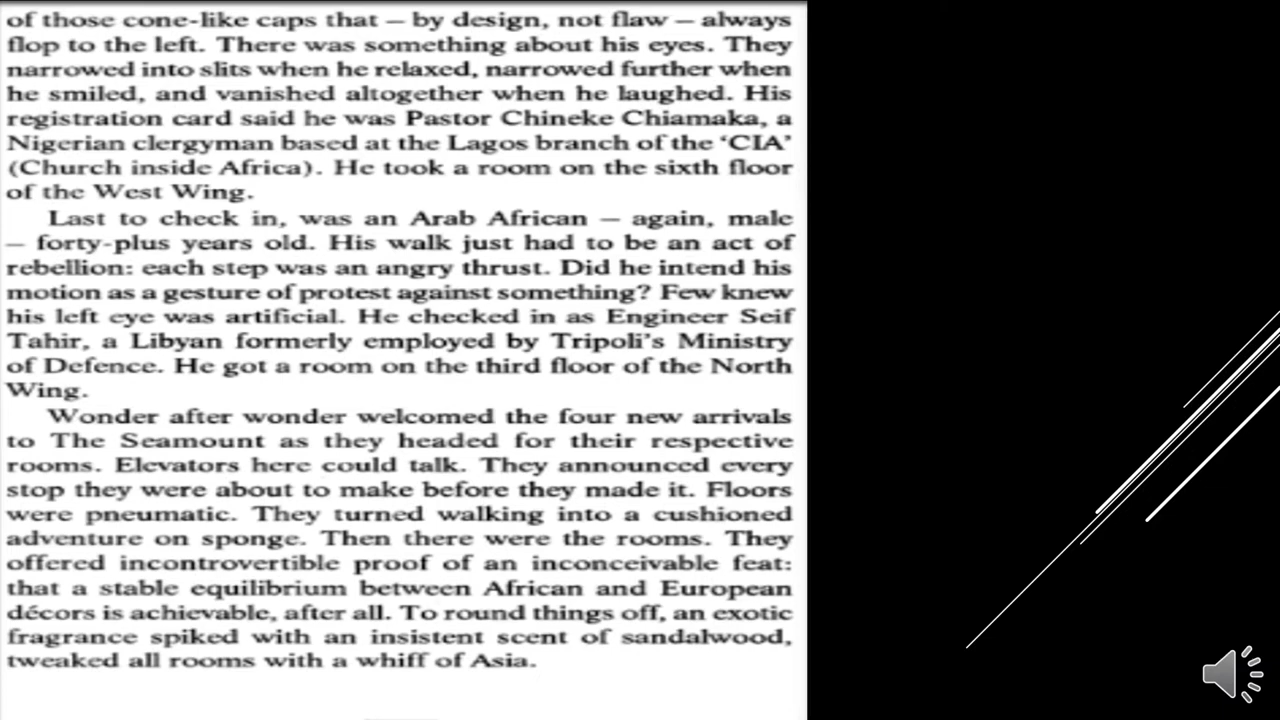 of those cone-like caps that – by design, not flaw – always
flop to the left. There was something about his eyes. They
narrowed into slits when he relaxed, narrowed further when
he smiled, and vanished altogether when he laughed. His
registration card said he was Pastor Chineke Chiamaka, a
Nigerian clergyman based at the Lagos branch of the ‘CIA’
(Church inside Africa). He took a room on the sixth floor
of the West Wing.
Last to check in, was an Arab African – again, male
– forty-plus years old. His walk just had to be an act of
rebellion: each step was an angry thrust. Did he intend his
motion as a gesture of protest against something? Few knew
his left eye was artificial. He checked in as Engineer Seif
Tahir, a Libyan formerly employed by Tripoli’s Ministry
of Defence. He got a room on the third floor of the North
Wing.
Wonder after wonder welcomed the four new arrivals
to The Seamount as they headed for their respective
rooms. Elevators here could talk. They announced every
stop they were about to make before they made it. Floors
were pneumatic. They turned walking into a cushioned
adventure on sponge. Then there were the rooms. They
offered incontrovertible proof of an inconceivable feat:
that a stable equilibrium between African and European
décors is achievable, after all. To round things off, an exotic
fragrance spiked with an insistent scent of sandalwood,
tweaked all rooms with a whiff of Asia.